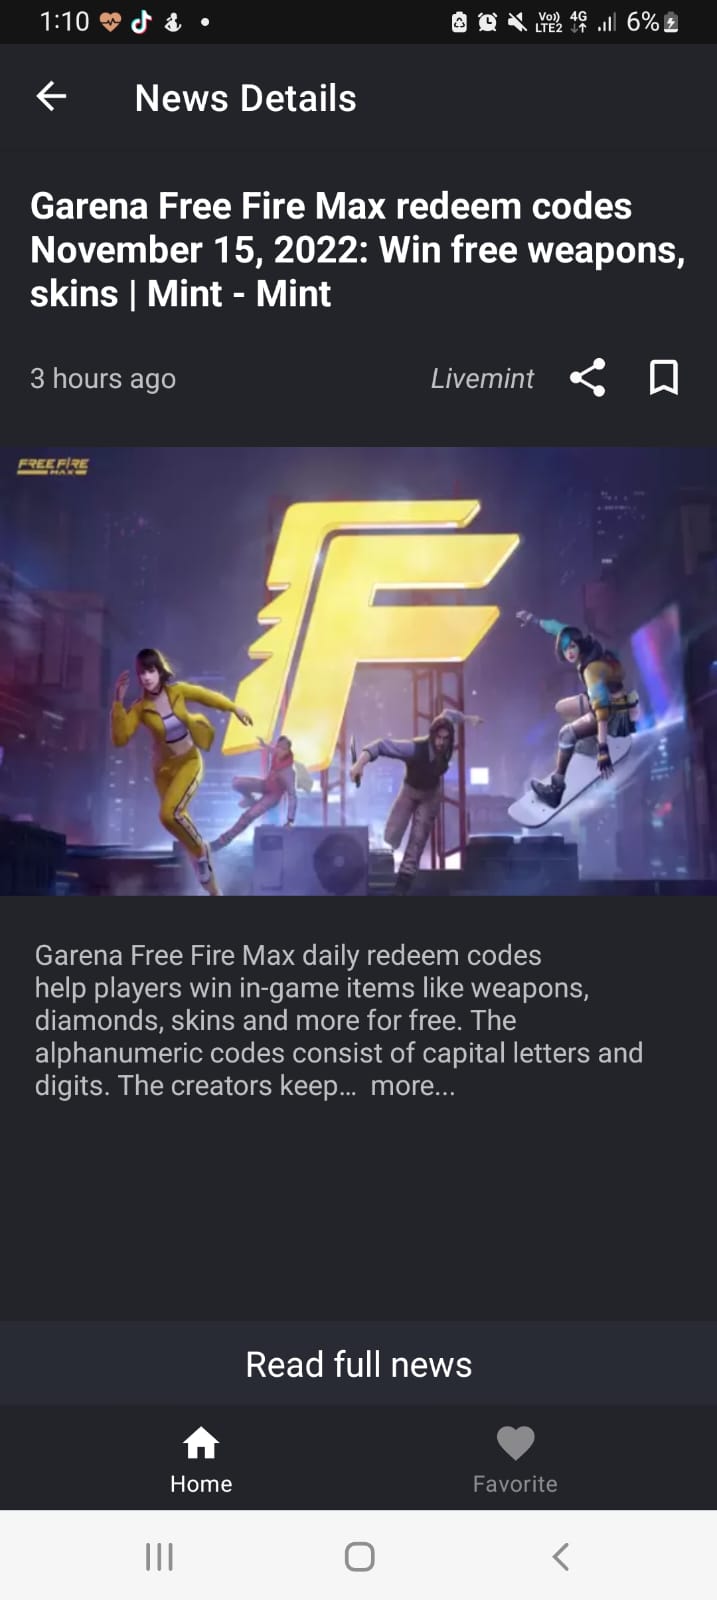 1:10
Vo)) 4G
LTE2
6%
News Details
Garena Free Fire Max redeem codes
November 15, 2022: Win free weapons,
skins | Mint - Mint
3 hours ago
Livemint
FREE FIRE
MAX
Garena Free Fire Max daily redeem codes
help players win in-game items like weapons,
diamonds, skins and more for free. The
alphanumeric codes consist of capital letters and
digits. The creators keep… more...
Read full news
Home
Favorite